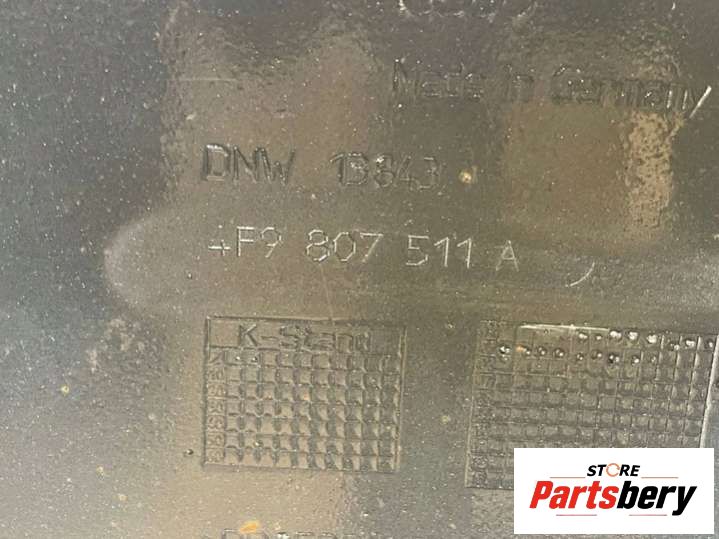 Made In Germany
DNW 13843
4F9 807 511 A
K-Stand
STORE
Partsbery